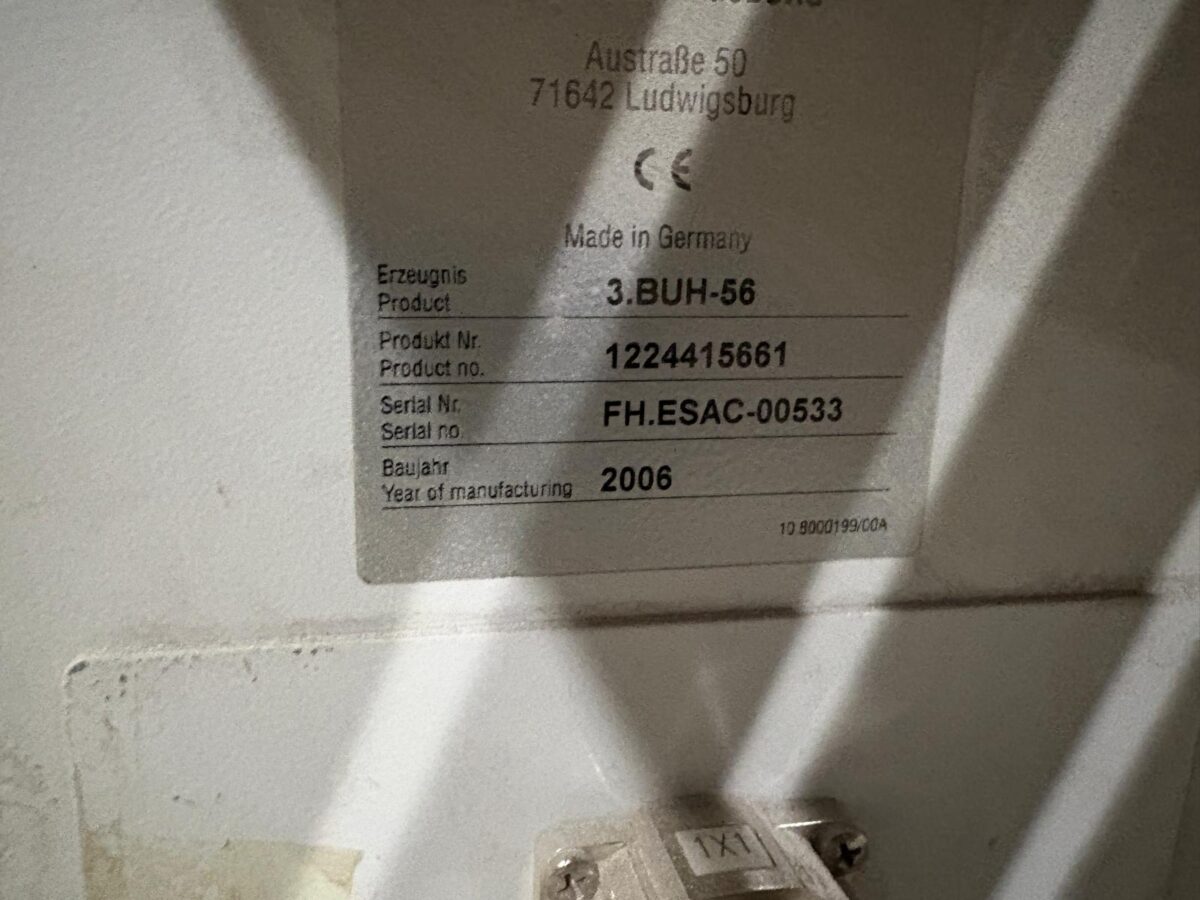 Austraße 50
71642 Ludwigsburg
CE
Made in Germany
Erzeugnis
Product 3.BUH-56
Produkt Nr.
Product no. 1224415661
Serial Nr.
Serial no. FH.ESAC-00533
Baujahr
Year of manufacturing 2006
10.8000199/00A
1X1